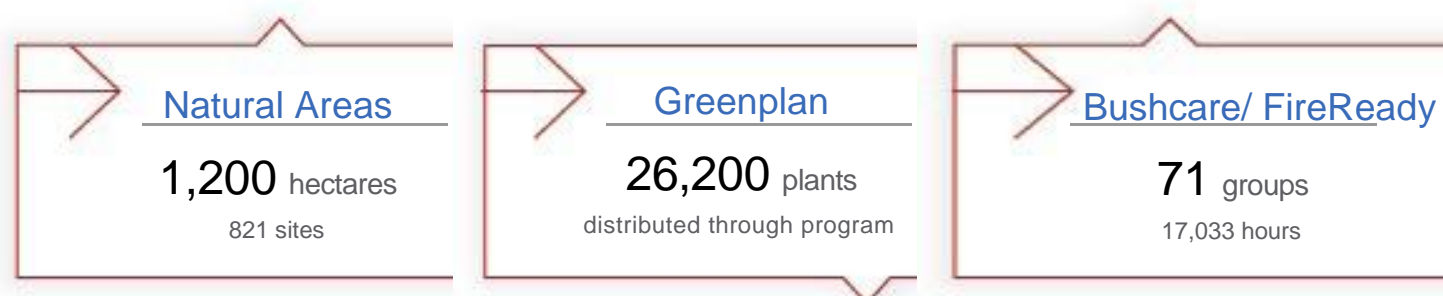 Natural Areas
1,200 hectares
821 sites
Greenplan
26,200 plants
distributed through program
Bushcare/ FireReady
71 groups
17,033 hours